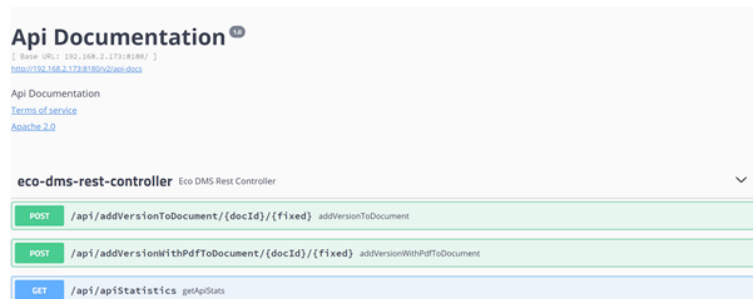 Api Documentation 1.0
[ Base URL: 192.168.2.173:8180/ ]
http://192.168.2.173:8180/v2/api-docs
Api Documentation
Terms of service
Apache 2.0
eco-dms-rest-controller Eco DMS Rest Controller
POST /api/addVersionToDocument/{docId}/{fixed} addVersionToDocument
POST /api/addVersionWithPdfToDocument/{docId}/{fixed} addVersionWithPdfToDocument
GET /api/apiStatistics getApiStats